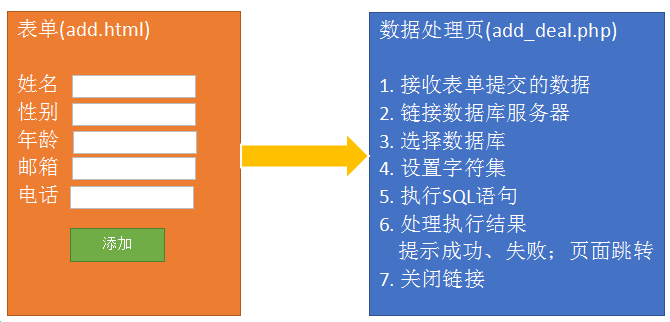 表单(add.html)
姓名
性别
年龄
邮箱
电话
添加
数据处理页(add_deal.php)
1. 接收表单提交的数据
2. 链接数据库服务器
3. 选择数据库
4. 设置字符集
5. 执行SQL语句
6. 处理执行结果
提示成功、失败；页面跳转
7. 关闭链接